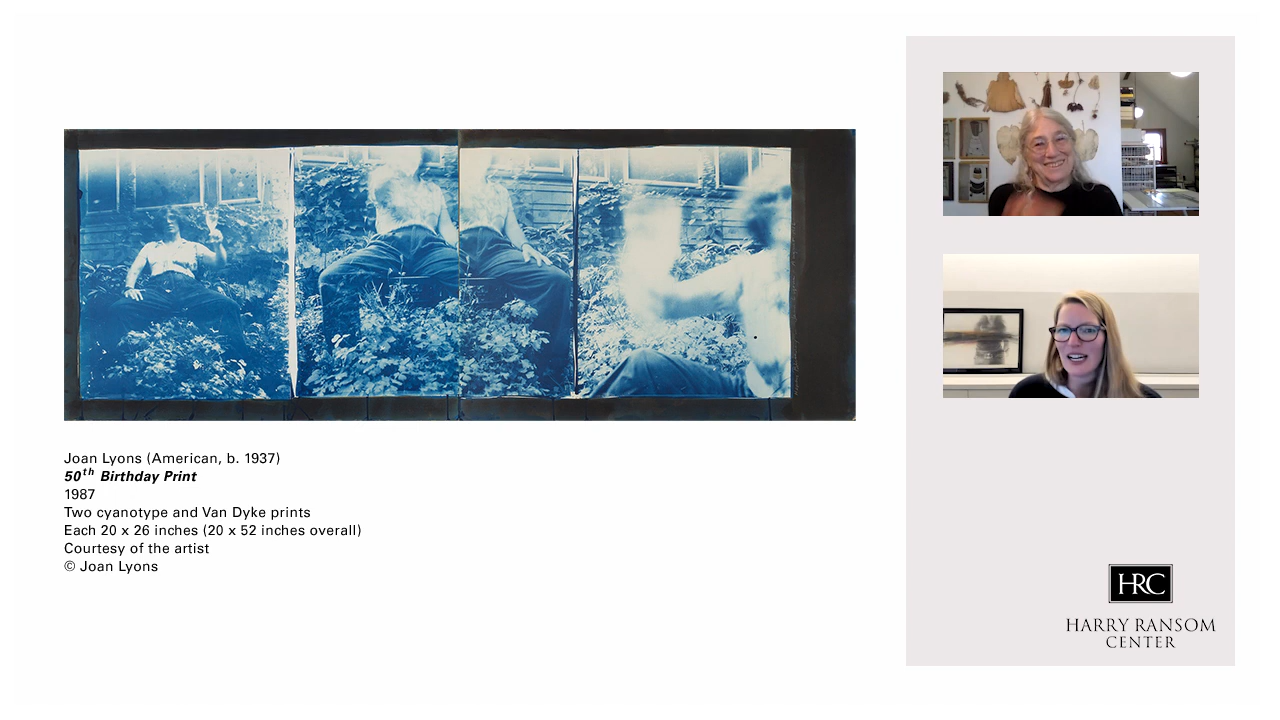 Joan Lyons (American, b. 1937)
50th Birthday Print
1987
Two cyanotype and Van Dyke prints
Each 20 x 26 inches (20 x 52 inches overall)
Courtesy of the artist
© Joan Lyons
HRC
HARRY RANSOM
CENTER